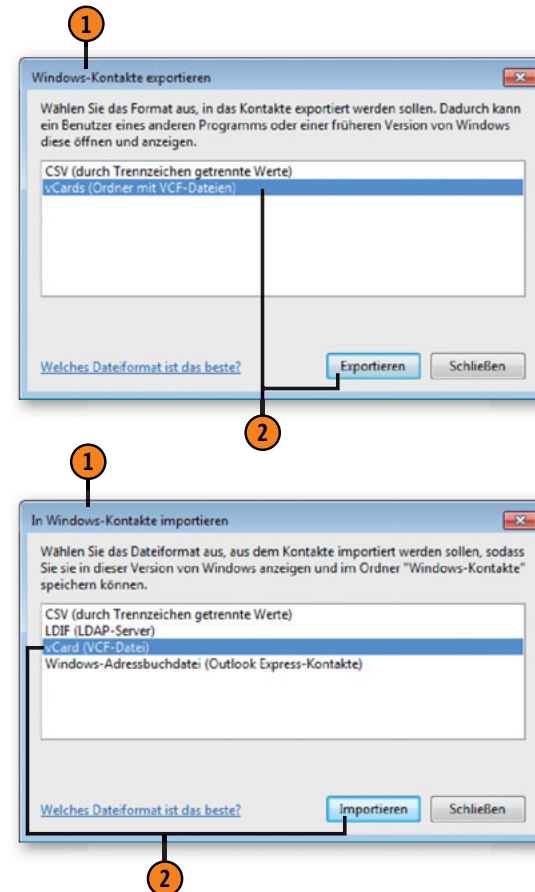 1
Windows-Kontakte exportieren
Wählen Sie das Format aus, in das Kontakte exportiert werden sollen. Dadurch kann
ein Benutzer eines anderen Programms oder einer früheren Version von Windows
diese öffnen und anzeigen.
CSV (durch Trennzeichen getrennte Werte)
vCards (Ordner mit VCF-Dateien)
Welches Dateiformat ist das beste?
Exportieren
Schließen
2
1
In Windows-Kontakte importieren
Wählen Sie das Dateiformat aus, aus dem Kontakte importiert werden sollen, sodass
Sie sie in dieser Version von Windows anzeigen und im Ordner "Windows-Kontakte"
speichern können.
CSV (durch Trennzeichen getrennte Werte)
LDIF (LDAP-Server)
vCard (VCF-Datei)
Windows-Adressbuchdatei (Outlook Express-Kontakte)
Welches Dateiformat ist das beste?
Importieren
Schließen
2